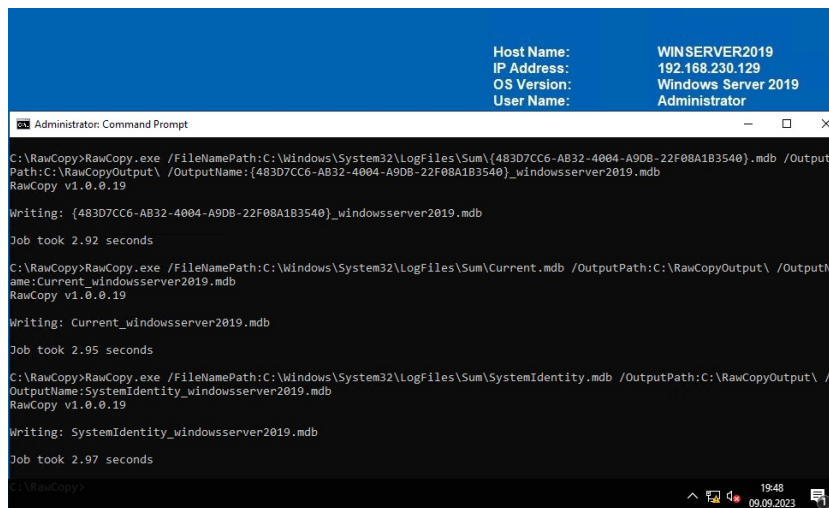 Host Name: WINSERVER2019
IP Address: 192.168.230.129
OS Version: Windows Server 2019
User Name: Administrator
Administrator: Command Prompt
C:\RawCopy>RawCopy.exe /FileNamePath:C:\Windows\System32\LogFiles\Sum\{483D7CC6-AB32-4004-A9DB-22F08A1B3540}.mdb /Output
Path:C:\RawCopyOutput\ /OutputName:{483D7CC6-AB32-4004-A9DB-22F08A1B3540}_windowsserver2019.mdb
RawCopy v1.0.0.19
Writing: {483D7CC6-AB32-4004-A9DB-22F08A1B3540}_windowsserver2019.mdb
Job took 2.92 seconds
C:\RawCopy>RawCopy.exe /FileNamePath:C:\Windows\System32\LogFiles\Sum\Current.mdb /OutputPath:C:\RawCopyOutput\ /OutputN
ame:Current_windowsserver2019.mdb
RawCopy v1.0.0.19
Writing: Current_windowsserver2019.mdb
Job took 2.95 seconds
C:\RawCopy>RawCopy.exe /FileNamePath:C:\Windows\System32\LogFiles\Sum\SystemIdentity.mdb /OutputPath:C:\RawCopyOutput\ /
OutputName:SystemIdentity_windowsserver2019.mdb
RawCopy v1.0.0.19
Writing: SystemIdentity_windowsserver2019.mdb
Job took 2.97 seconds
C:\RawCopy>
19:48
09.09.2023
1